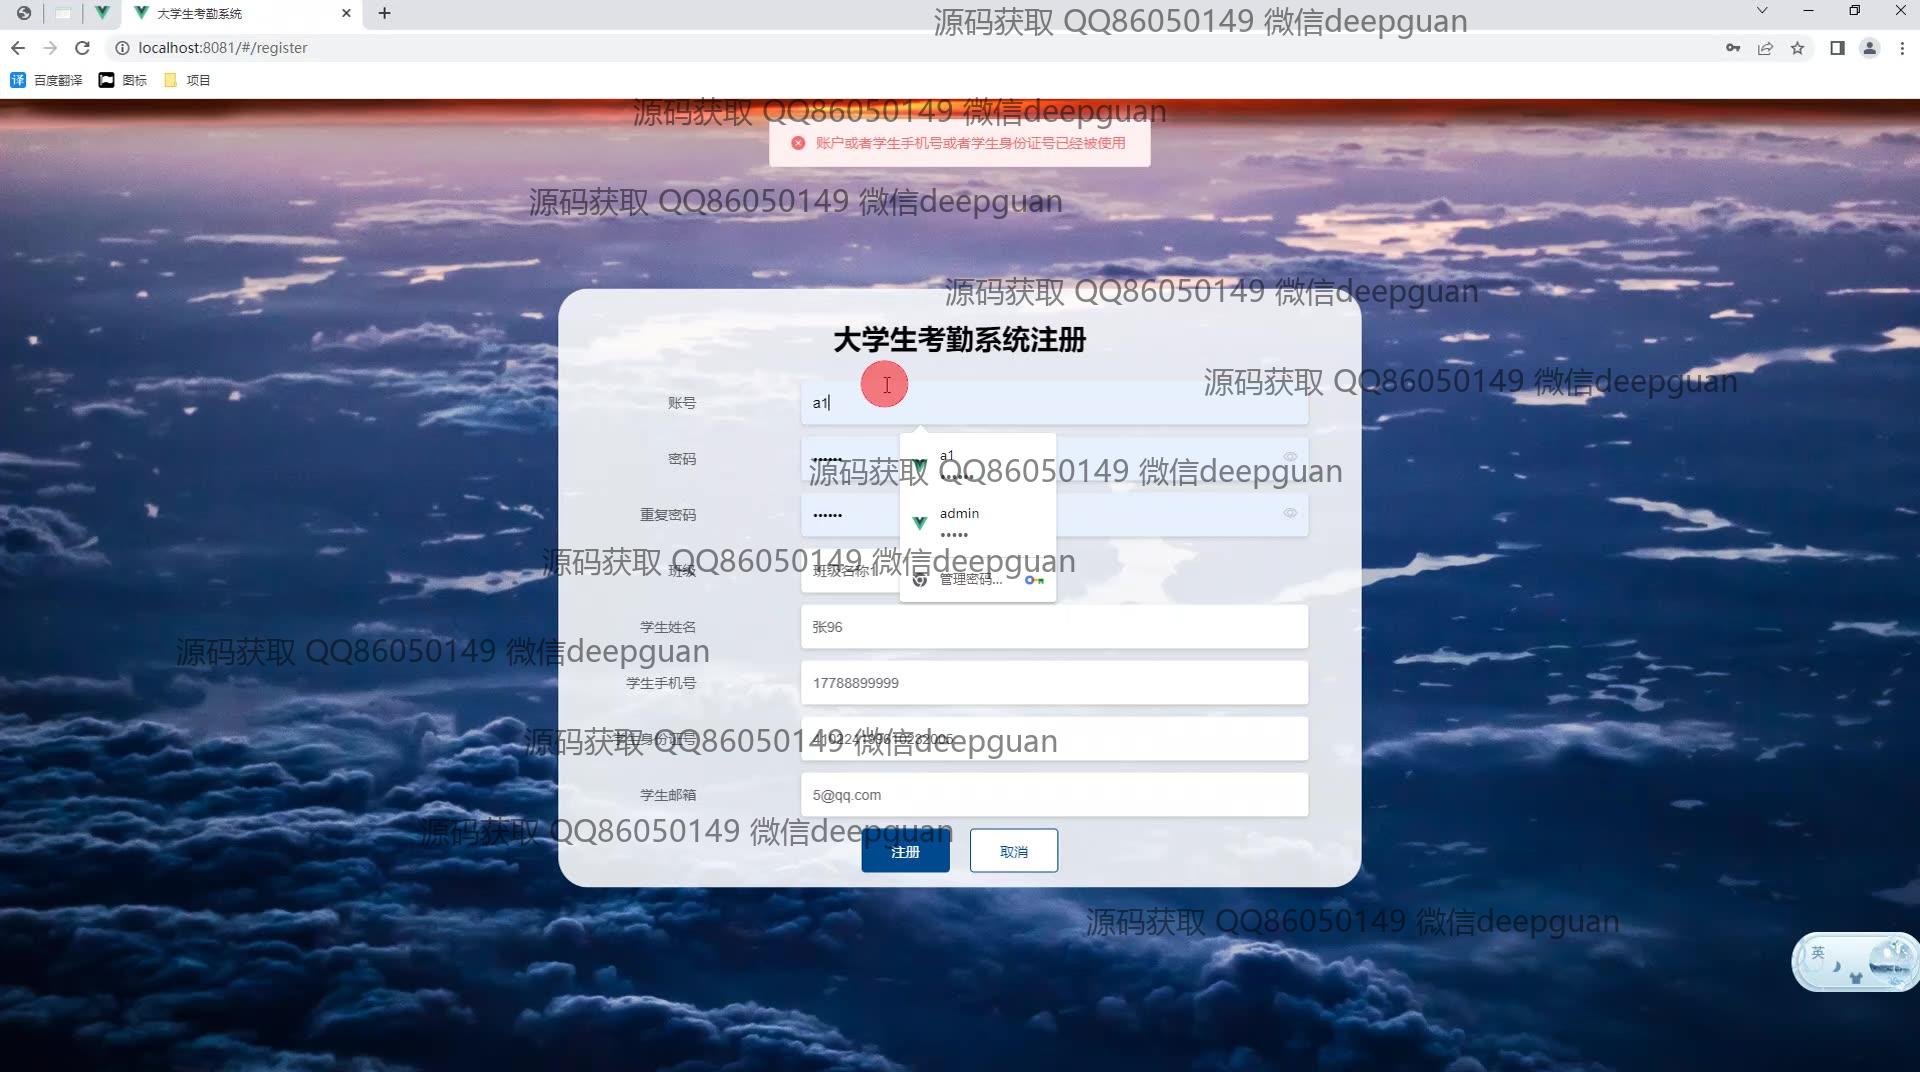 大学生考勤系统
源码获取 QQ86050149 微信deepguan
localhost:8081/#/register
百度翻译 图标 项目
源码获取 QQ86050149 微信deepguan
账户或者学生手机号或者学生身份证号已经被使用
源码获取 QQ86050149 微信deepguan
源码获取 QQ86050149 微信deepguan
大学生考勤系统注册
源码获取 QQ86050149 微信deepguan
账号 a1
密码 ••••••
a1
源码获取 QQ86050149 微信deepguan
••••••
重复密码 ••••••
admin
•••••
源码获取 QQ86050149 微信deepguan
班级 班级名称1
管理密码...
学生姓名 张96
源码获取 QQ86050149 微信deepguan
学生手机号 17788899999
学生身份证号
源码获取 QQ86050149 微信deepguan
学生邮箱 5@qq.com
源码获取 QQ86050149 微信deepguan
注册 取消
源码获取 QQ86050149 微信deepguan
英